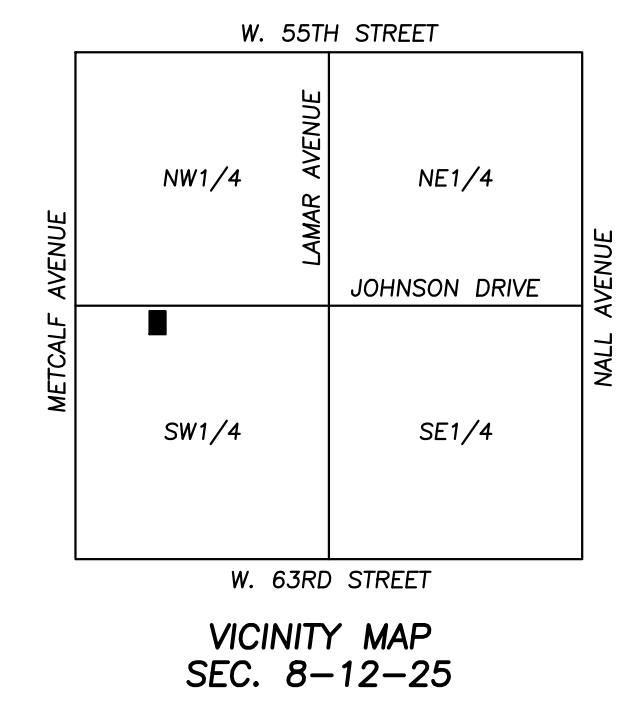 W. 55TH STREET
LAMAR AVENUE
NW1/4
NE1/4
METCALF AVENUE
JOHNSON DRIVE
NALL AVENUE
SW1/4
SE1/4
W. 63RD STREET
VICINITY MAP
SEC. 8-12-25